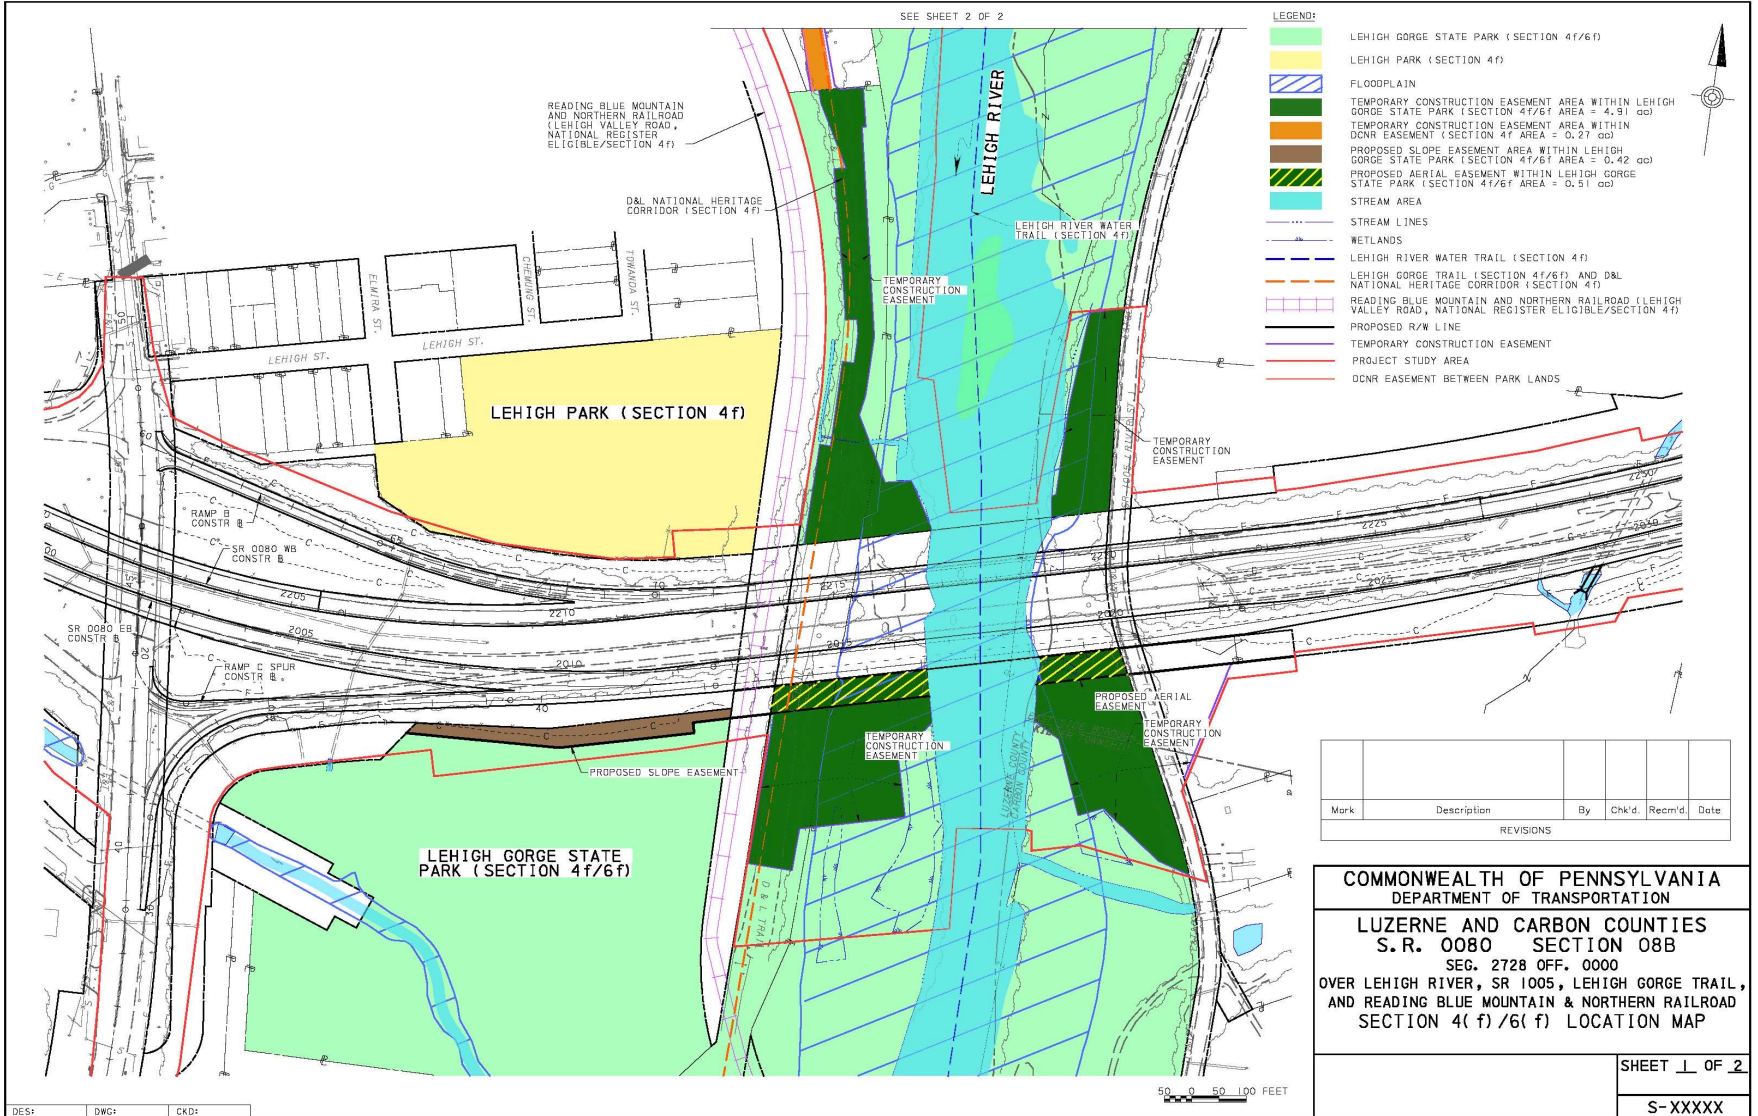 SEE SHEET 2 OF 2
LEGEND:
LEHIGH GORGE STATE PARK (SECTION 4f/6f)
LEHIGH PARK (SECTION 4f)
FLOODPLAIN
TEMPORARY CONSTRUCTION EASEMENT AREA WITHIN LEHIGH
GORGE STATE PARK (SECTION 4f/6f AREA = 4.91 ac)
TEMPORARY CONSTRUCTION EASEMENT AREA WITHIN
DCNR EASEMENT (SECTION 4f AREA = 0.27 ac)
PROPOSED SLOPE EASEMENT AREA WITHIN LEHIGH
GORGE STATE PARK (SECTION 4f/6f AREA = 0.42 ac)
PROPOSED AERIAL EASEMENT WITHIN LEHIGH GORGE
STATE PARK (SECTION 4f/6f AREA = 0.51 ac)
STREAM AREA
STREAM LINES
WETLANDS
LEHIGH RIVER WATER TRAIL (SECTION 4f)
LEHIGH GORGE TRAIL (SECTION 4f/6f) AND D&L
NATIONAL HERITAGE CORRIDOR (SECTION 4f)
READING BLUE MOUNTAIN AND NORTHERN RAILROAD (LEHIGH
VALLEY ROAD, NATIONAL REGISTER ELIGIBLE/SECTION 4f)
PROPOSED R/W LINE
TEMPORARY CONSTRUCTION EASEMENT
PROJECT STUDY AREA
DCNR EASEMENT BETWEEN PARK LANDS
READING BLUE MOUNTAIN
AND NORTHERN RAILROAD
(LEHIGH VALLEY ROAD,
NATIONAL REGISTER
ELIGIBLE/SECTION 4f)
D&L NATIONAL HERITAGE
CORRIDOR (SECTION 4f)
LEHIGH RIVER
LEHIGH RIVER WATER
TRAIL (SECTION 4f)
TEMPORARY
CONSTRUCTION
EASEMENT
ELMIRA ST.
CHEMUNG ST.
TOWANDA ST.
LEHIGH ST.
LEHIGH ST.
LEHIGH PARK (SECTION 4f)
TEMPORARY
CONSTRUCTION
EASEMENT
RAMP B
CONSTR B
SR 0080 WB
CONSTR B
SR 0080 EB
CONSTR B
RAMP C SPUR
CONSTR B
2205
2210
2215
2220
2225
2230
2005
2010
2015
2020
2025
2030
40
PROPOSED AERIAL
EASEMENT
TEMPORARY
CONSTRUCTION
EASEMENT
TEMPORARY
CONSTRUCTION
EASEMENT
PROPOSED SLOPE EASEMENT
LUZERNE COUNTY
CARBON COUNTY
LEHIGH GORGE STATE
PARK (SECTION 4f/6f)
D & L TRAIL
Mark Description By Chk'd. Recm'd. Date
REVISIONS
COMMONWEALTH OF PENNSYLVANIA
DEPARTMENT OF TRANSPORTATION
LUZERNE AND CARBON COUNTIES
S.R. 0080 SECTION 08B
SEG. 2728 OFF. 0000
OVER LEHIGH RIVER, SR 1005, LEHIGH GORGE TRAIL,
AND READING BLUE MOUNTAIN & NORTHERN RAILROAD
SECTION 4(f)/6(f) LOCATION MAP
SHEET 1 OF 2
S-XXXXX
50 0 50 100 FEET
DES: DWG: CKD: